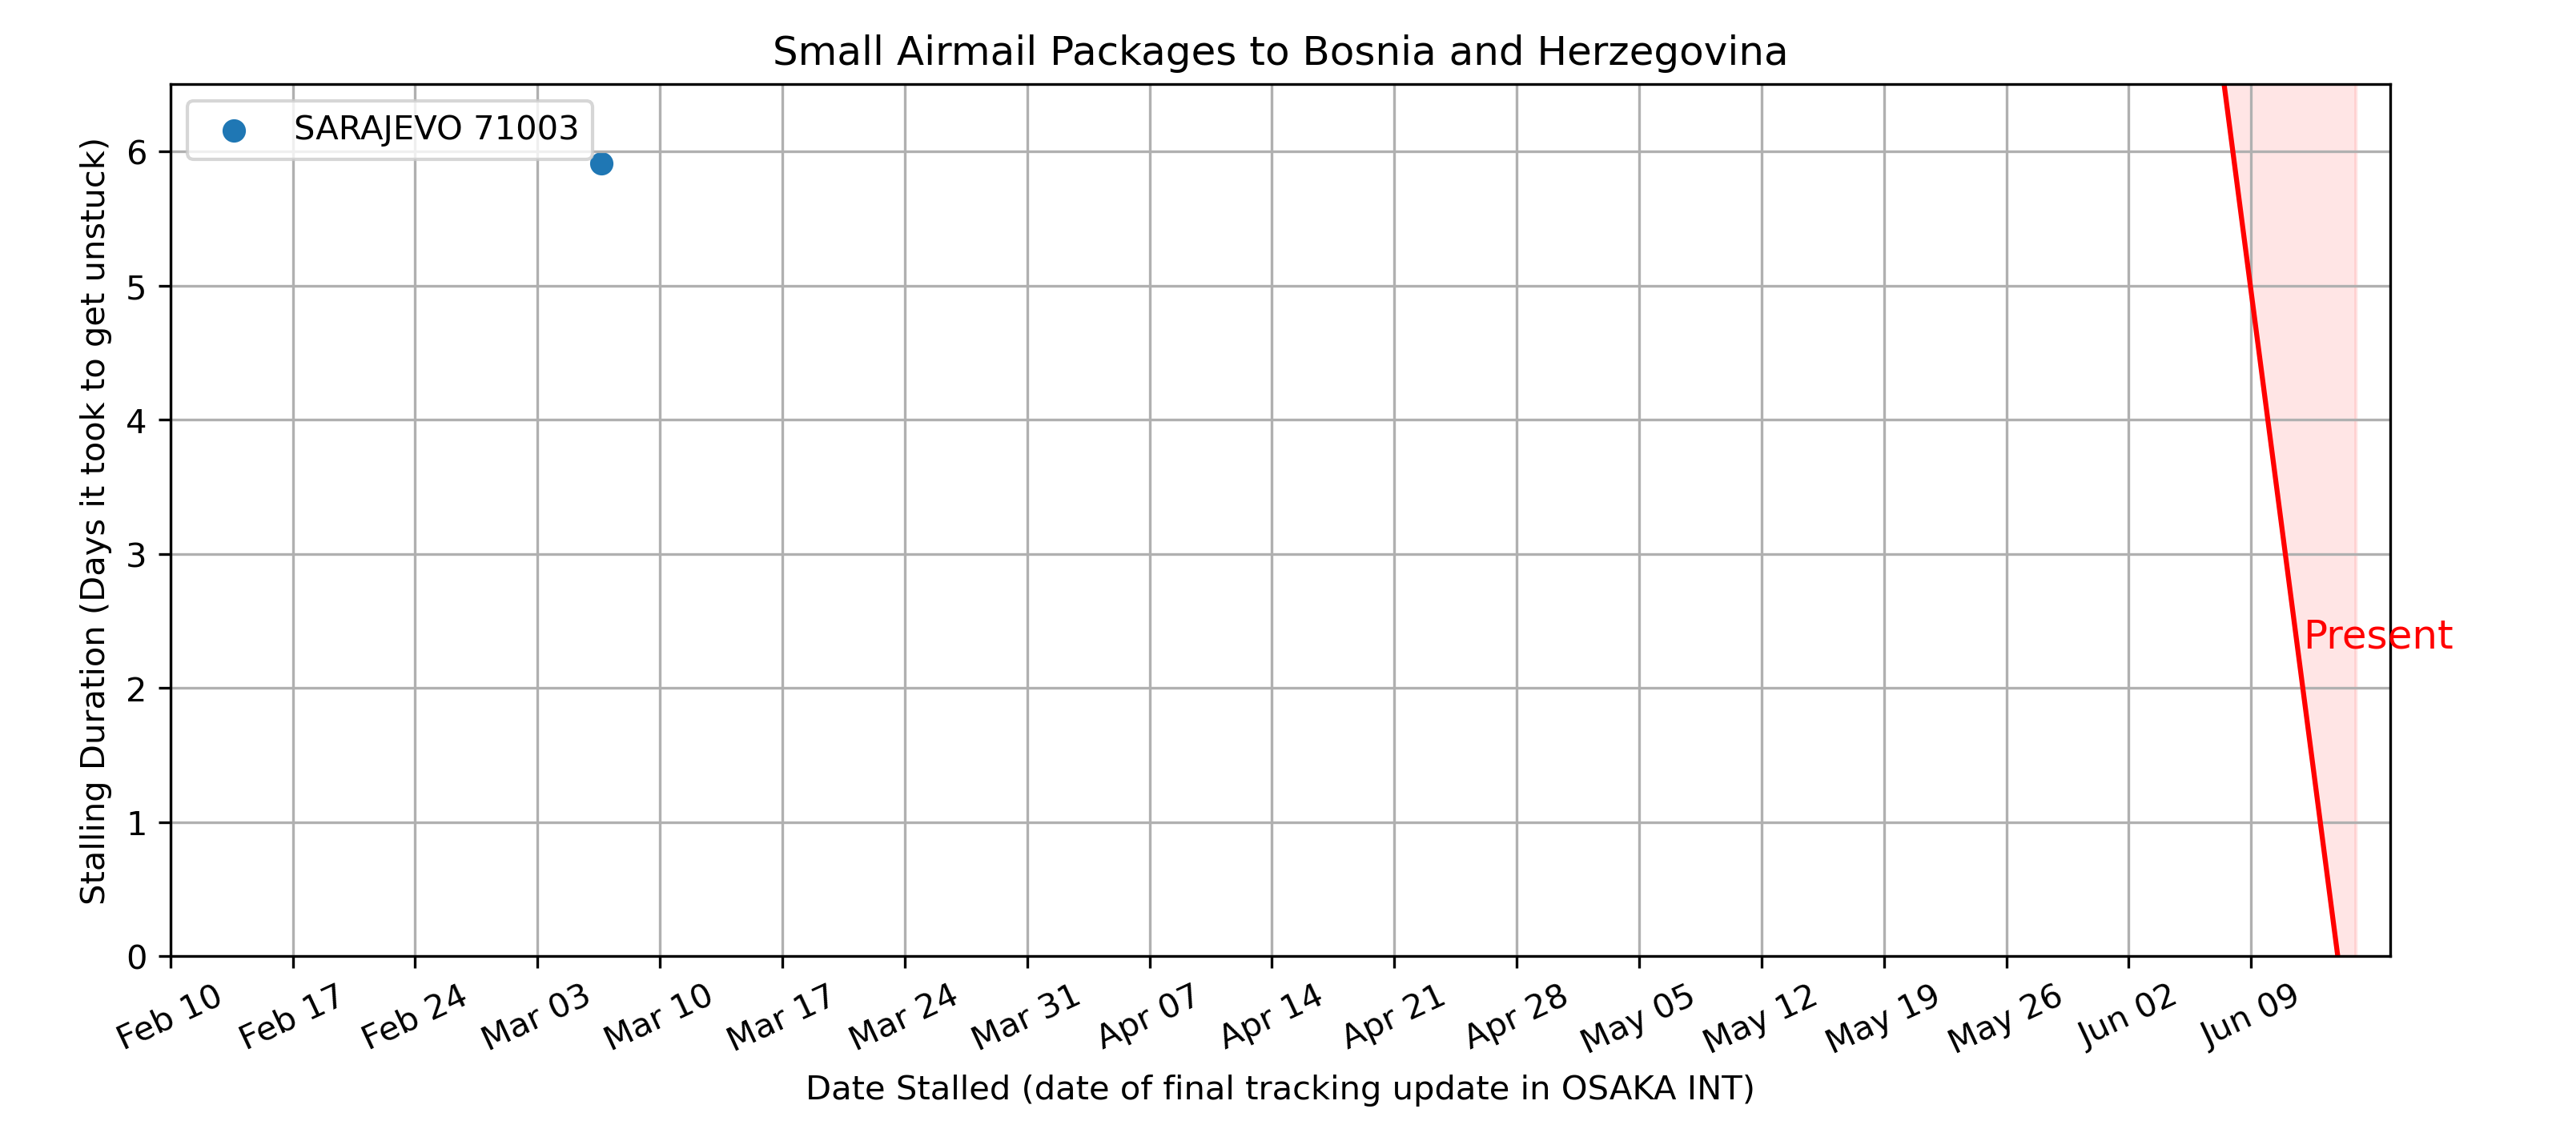 Small Airmail Packages to Bosnia and Herzegovina
SARAJEVO 71003
Stalling Duration (Days it took to get unstuck)
6
5
4
3
2
1
0
Present
Feb 10
Feb 17
Feb 24
Mar 03
Mar 10
Mar 17
Mar 24
Mar 31
Apr 07
Apr 14
Apr 21
Apr 28
May 05
May 12
May 19
May 26
Jun 02
Jun 09
Date Stalled (date of final tracking update in OSAKA INT)